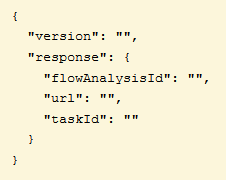 {
  "version": "",
  "response": {
    "flowAnalysisId": "",
    "url": "",
    "taskId": ""
  }
}